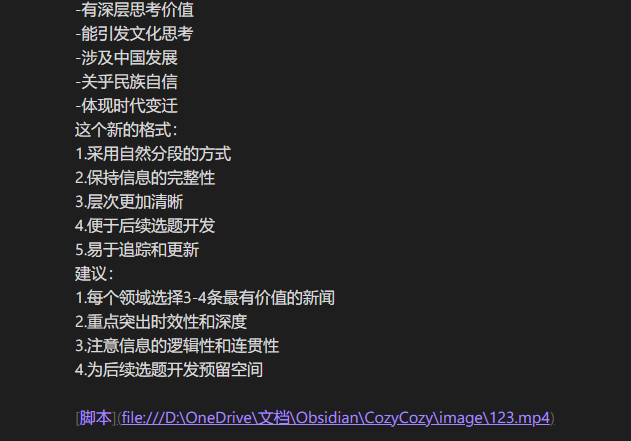 -有深层思考价值
-能引发文化思考
-涉及中国发展
-关乎民族自信
-体现时代变迁
这个新的格式：
1.采用自然分段的方式
2.保持信息的完整性
3.层次更加清晰
4.便于后续选题开发
5.易于追踪和更新
建议：
1.每个领域选择3-4条最有价值的新闻
2.重点突出时效性和深度
3.注意信息的逻辑性和连贯性
4.为后续选题开发预留空间
[脚本](file:///D:\OneDrive\文档\Obsidian\CozyCozy\image\123.mp4)